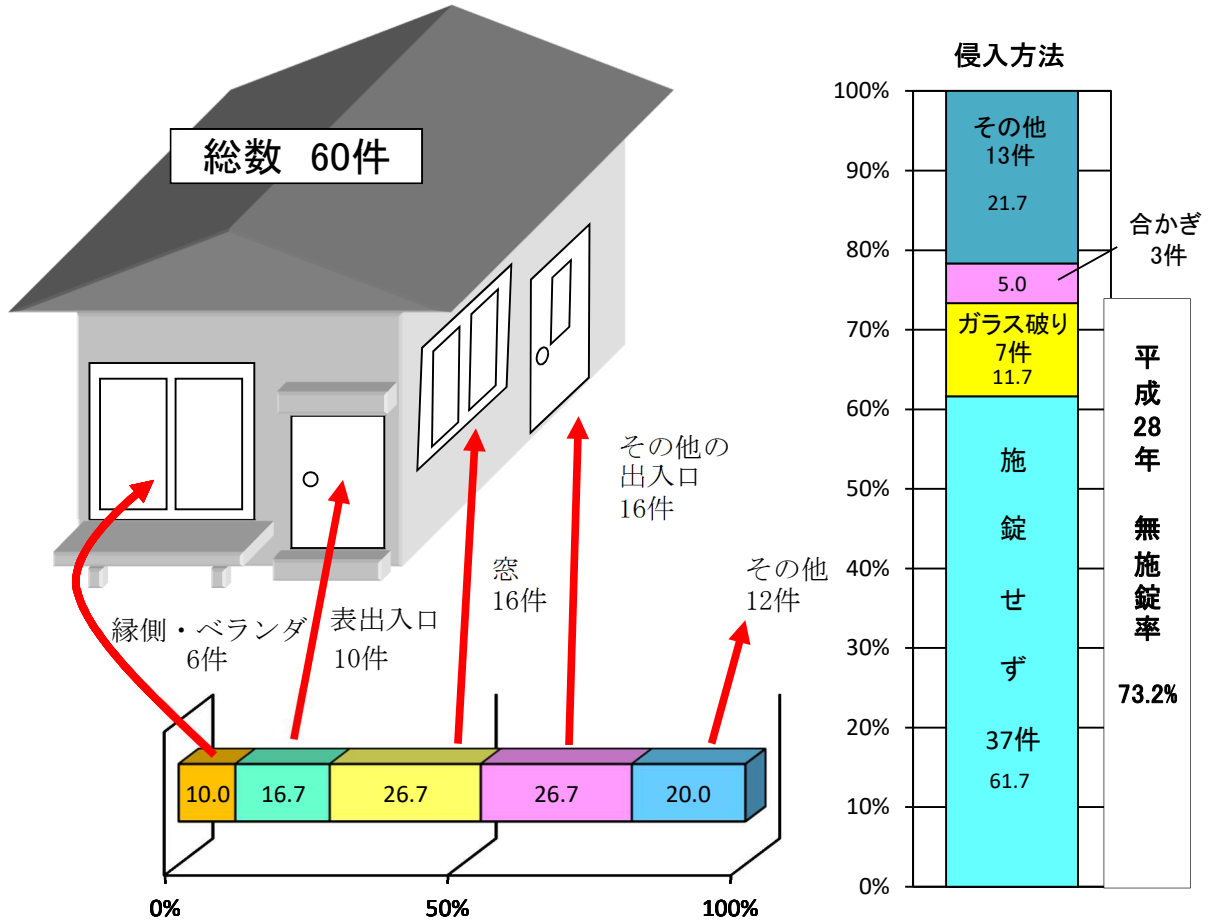 総数 60件
縁側・ベランダ
6件
表出入口
10件
窓
16件
その他の
出入口
16件
その他
12件
10.0
16.7
26.7
26.7
20.0
0%
50%
100%
侵入方法
100%
90%
80%
70%
60%
50%
40%
30%
20%
10%
0%
その他
13件
21.7
合かぎ
3件
5.0
ガラス破り
7件
11.7
施錠せず
37件
61.7
平成28年 無施錠率
73.2%